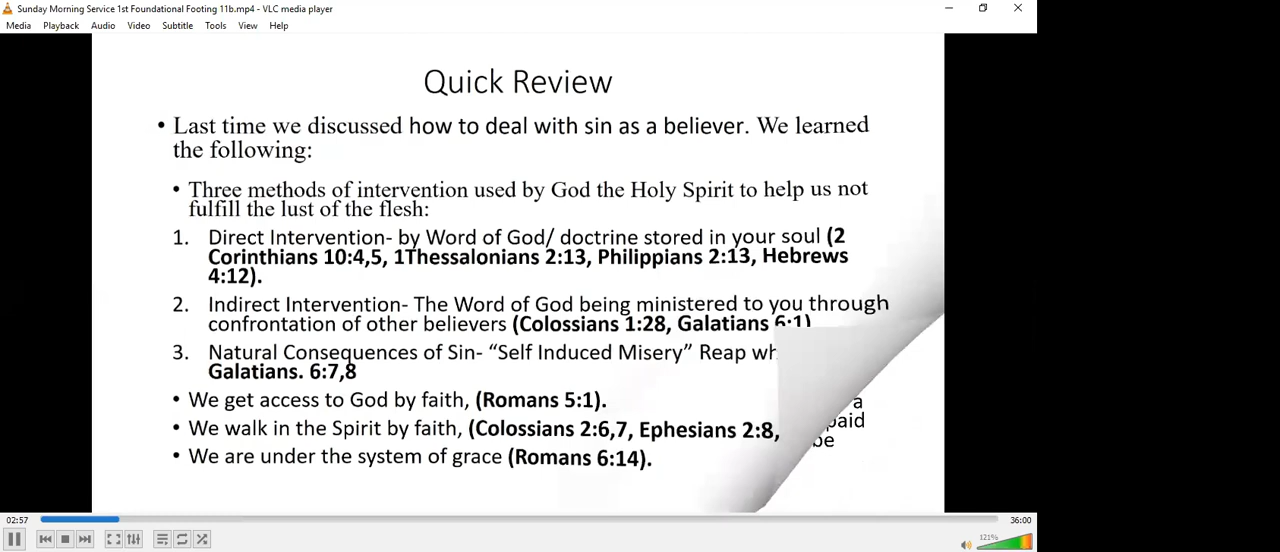 Sunday Morning Service 1st Foundational Footing 11b.mp4 - VLC media player
Media Playback Audio Video Subtitle Tools View Help
Quick Review
• Last time we discussed how to deal with sin as a believer. We learned
the following:
• Three methods of intervention used by God the Holy Spirit to help us not
fulfill the lust of the flesh:
1. Direct Intervention- by Word of God/ doctrine stored in your soul (2
Corinthians 10:4,5, 1Thessalonians 2:13, Philippians 2:13, Hebrews
4:12).
2. Indirect Intervention- The Word of God being ministered to you through
confrontation of other believers (Colossians 1:28, Galatians 6:1)
3. Natural Consequences of Sin- “Self Induced Misery” Reap
Galatians. 6:7,8
• We get access to God by faith, (Romans 5:1).
a
• We walk in the Spirit by faith, (Colossians 2:6,7, Ephesians 2:8,
be
• We are under the system of grace (Romans 6:14).
02:57 36:00
121%